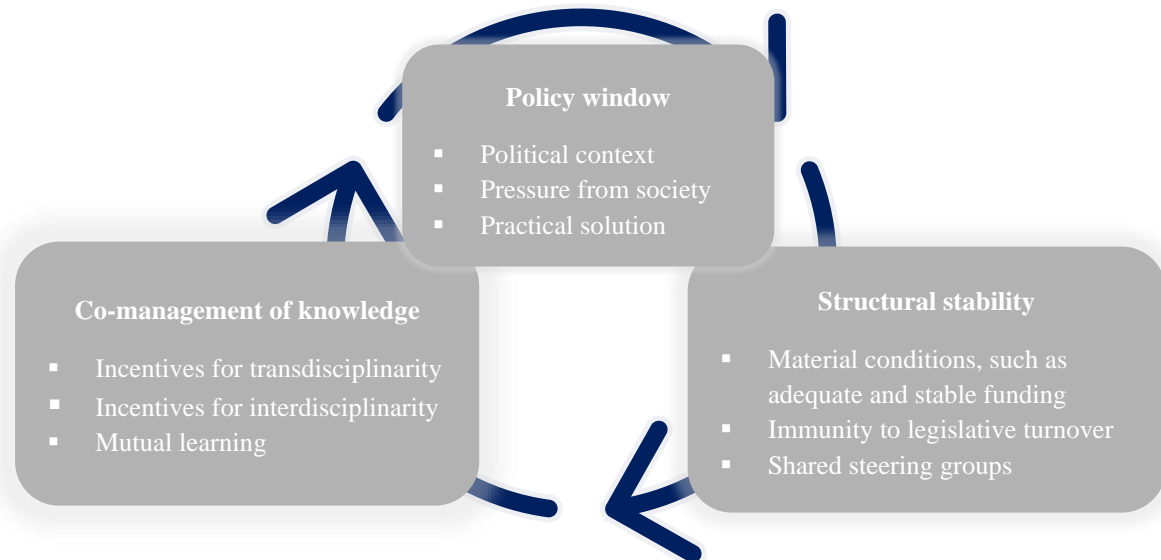 Policy window
▪ Political context
▪ Pressure from society
▪ Practical solution
Co-management of knowledge
▪ Incentives for transdisciplinarity
▪ Incentives for interdisciplinarity
▪ Mutual learning
Structural stability
▪ Material conditions, such as
adequate and stable funding
▪ Immunity to legislative turnover
▪ Shared steering groups